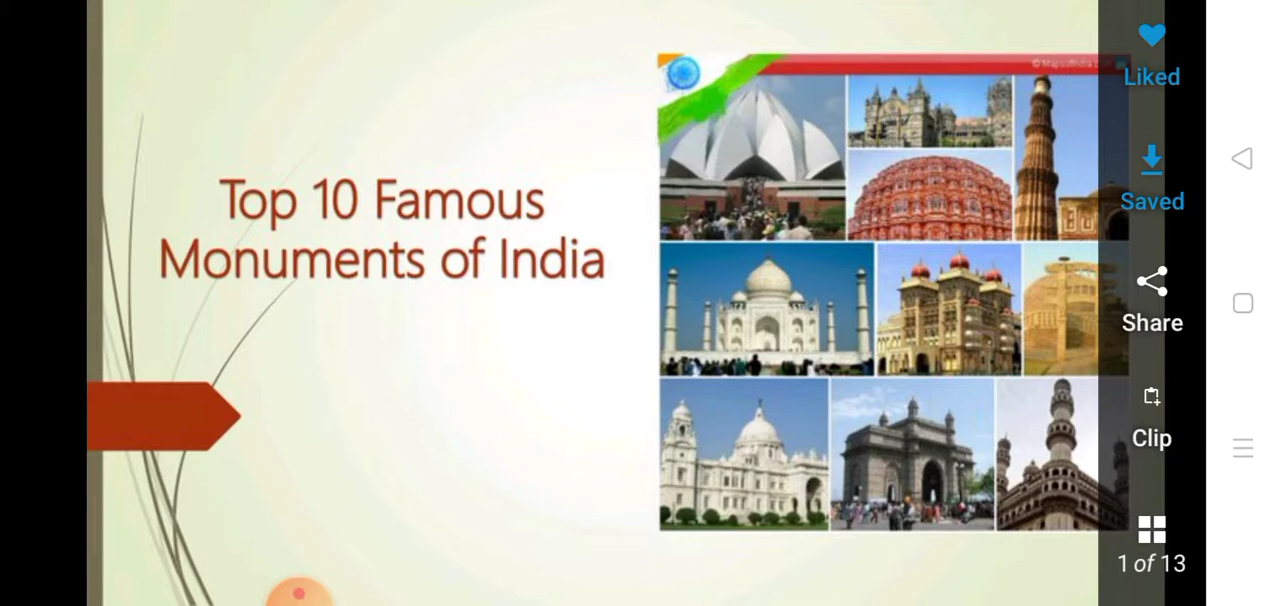 Top 10 Famous
Monuments of India
Liked
Saved
Share
Clip
1 of 13